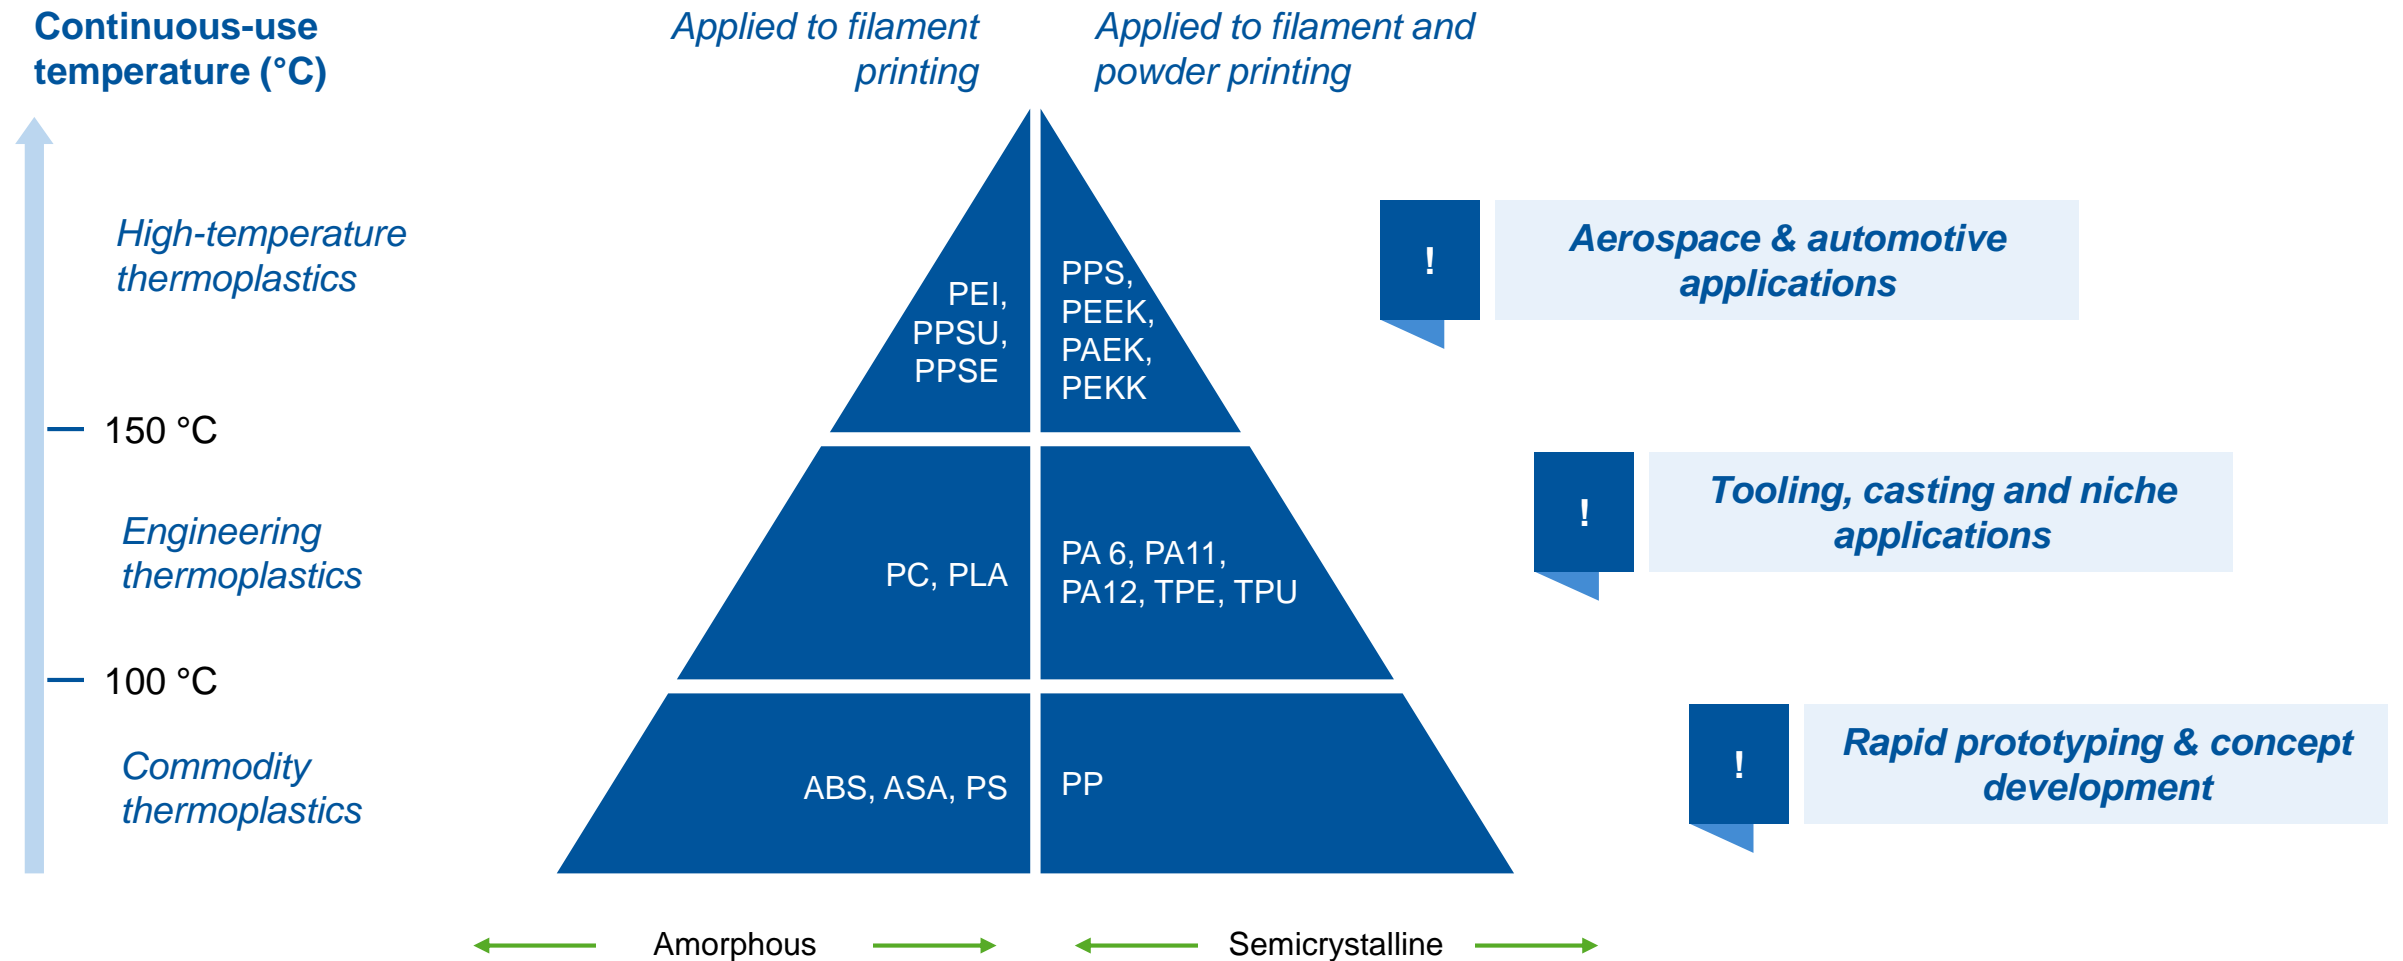 Continuous-use
temperature (°C)
Applied to filament
printing
Applied to filament and
powder printing
High-temperature
thermoplastics
PEI,
PPSU,
PPSE
PPS,
PEEK,
PAEK,
PEKK
!
Aerospace & automotive
applications
150 °C
Engineering
thermoplastics
PC, PLA
PA 6, PA11,
PA12, TPE, TPU
!
Tooling, casting and niche
applications
100 °C
Commodity
thermoplastics
ABS, ASA, PS
PP
!
Rapid prototyping & concept
development
Amorphous
Semicrystalline